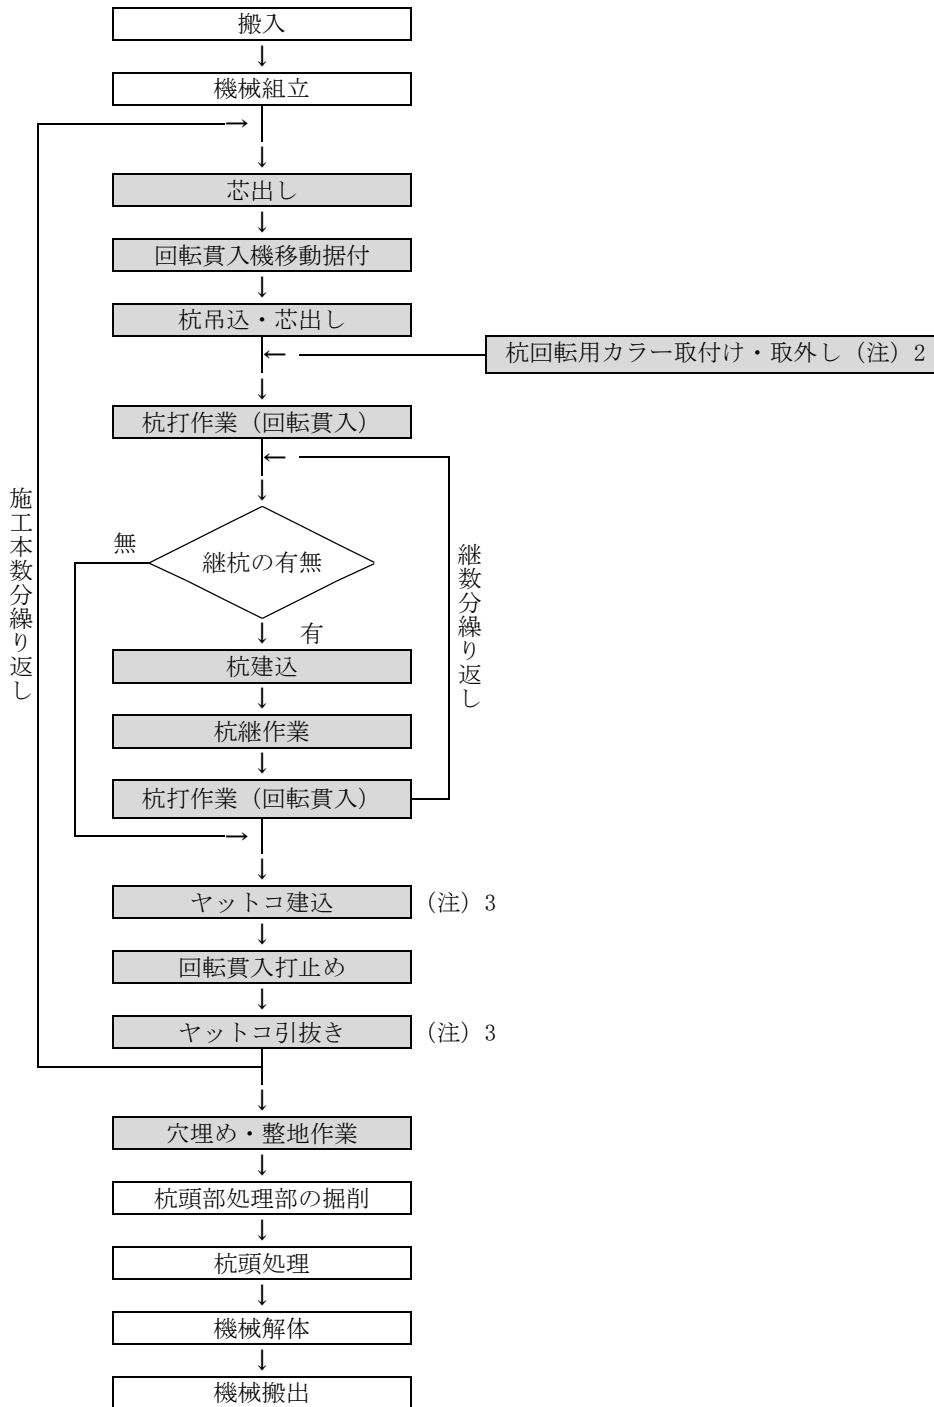 搬入
機械組立
芯出し
回転貫入機移動据付
杭吊込・芯出し
杭回転用カラー取付け・取外し（注）2
杭打作業（回転貫入）
施工本数分繰り返し
無
継杭の有無
継数分繰り返し
有
杭建込
杭継作業
杭打作業（回転貫入）
ヤットコ建込 （注）3
回転貫入打止め
ヤットコ引抜き （注）3
穴埋め・整地作業
杭頭部処理部の掘削
杭頭処理
機械解体
機械搬出